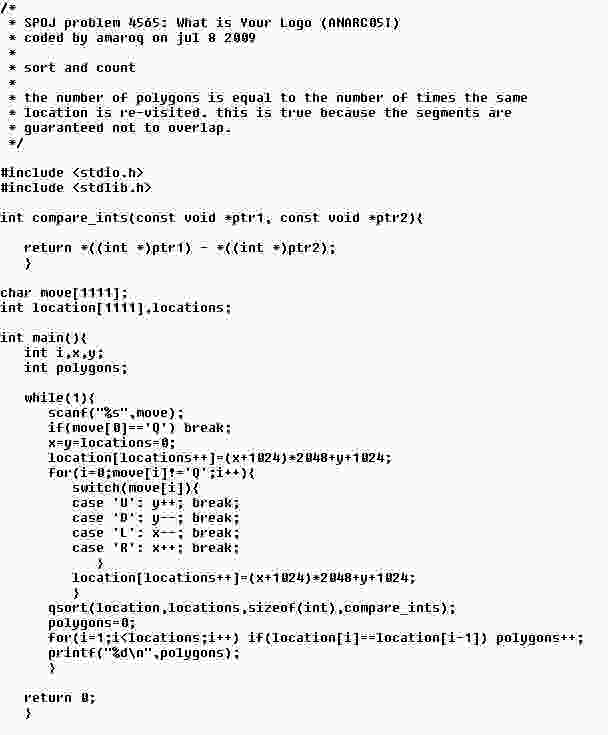 /*
 * SPOJ problem 4565: What is Your Logo (ANARC05I)
 * coded by amaroq on jul 8 2009
 *
 * sort and count
 *
 * the number of polygons is equal to the number of times the same
 * location is re-visited. this is true because the segments are
 * guaranteed not to overlap.
 */

#include <stdio.h>
#include <stdlib.h>

int compare_ints(const void *ptr1, const void *ptr2){

   return *((int *)ptr1) - *((int *)ptr2);
   }

char move[1111];
int location[1111],locations;

int main(){
   int i,x,y;
   int polygons;

   while(1){
      scanf("%s",move);
      if(move[0]=='Q') break;
      x=y=locations=0;
      location[locations++]=(x+1024)*2048+y+1024;
      for(i=0;move[i]!='Q';i++){
         switch(move[i]){
         case 'U': y++; break;
         case 'D': y--; break;
         case 'L': x--; break;
         case 'R': x++; break;
            }
         location[locations++]=(x+1024)*2048+y+1024;
         }
      qsort(location,locations,sizeof(int),compare_ints);
      polygons=0;
      for(i=1;i<locations;i++) if(location[i]==location[i-1]) polygons++;
      printf("%d\n",polygons);
      }

   return 0;
   }